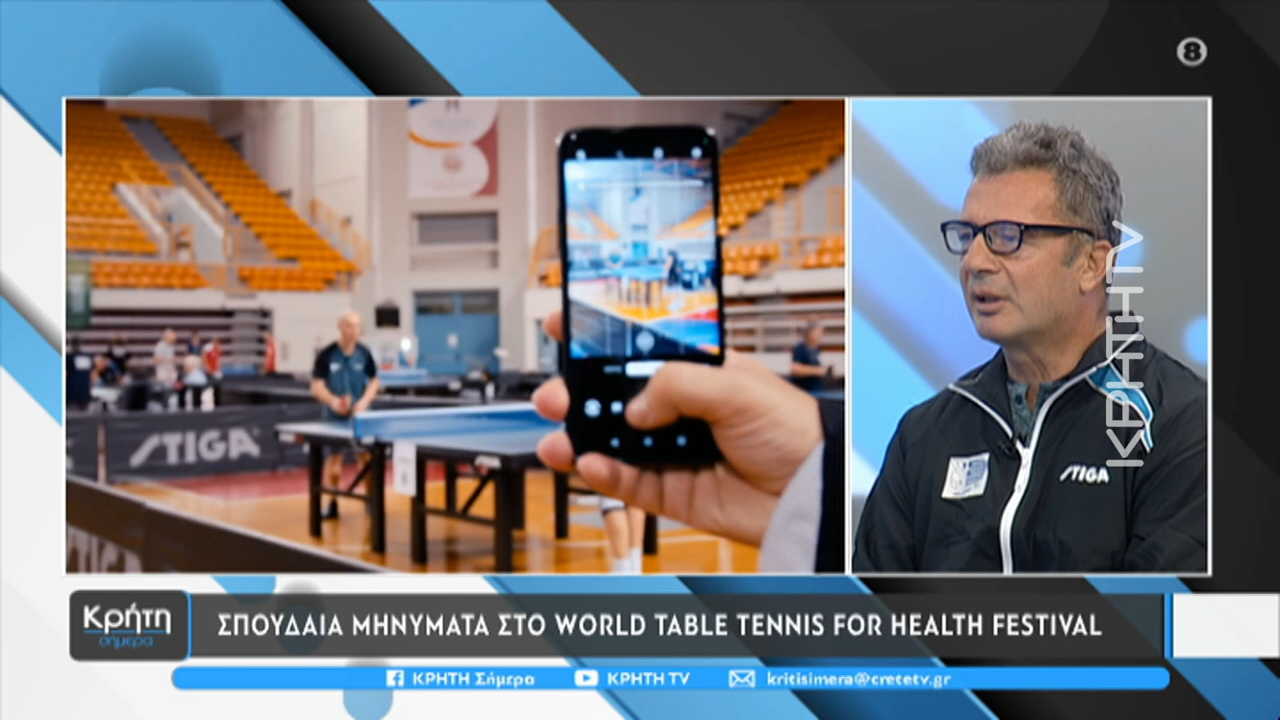 8
STIGA
ΚΡΗΤΗ TV
STIGA
Κρήτη
σήμερα
ΣΠΟΥΔΑΙΑ ΜΗΝΥΜΑΤΑ ΣΤΟ WORLD TABLE TENNIS FOR HEALTH FESTIVAL
ΚΡΗΤΗ Σήμερα
ΚΡΗΤΗ TV
kritisimera@cretetv.gr